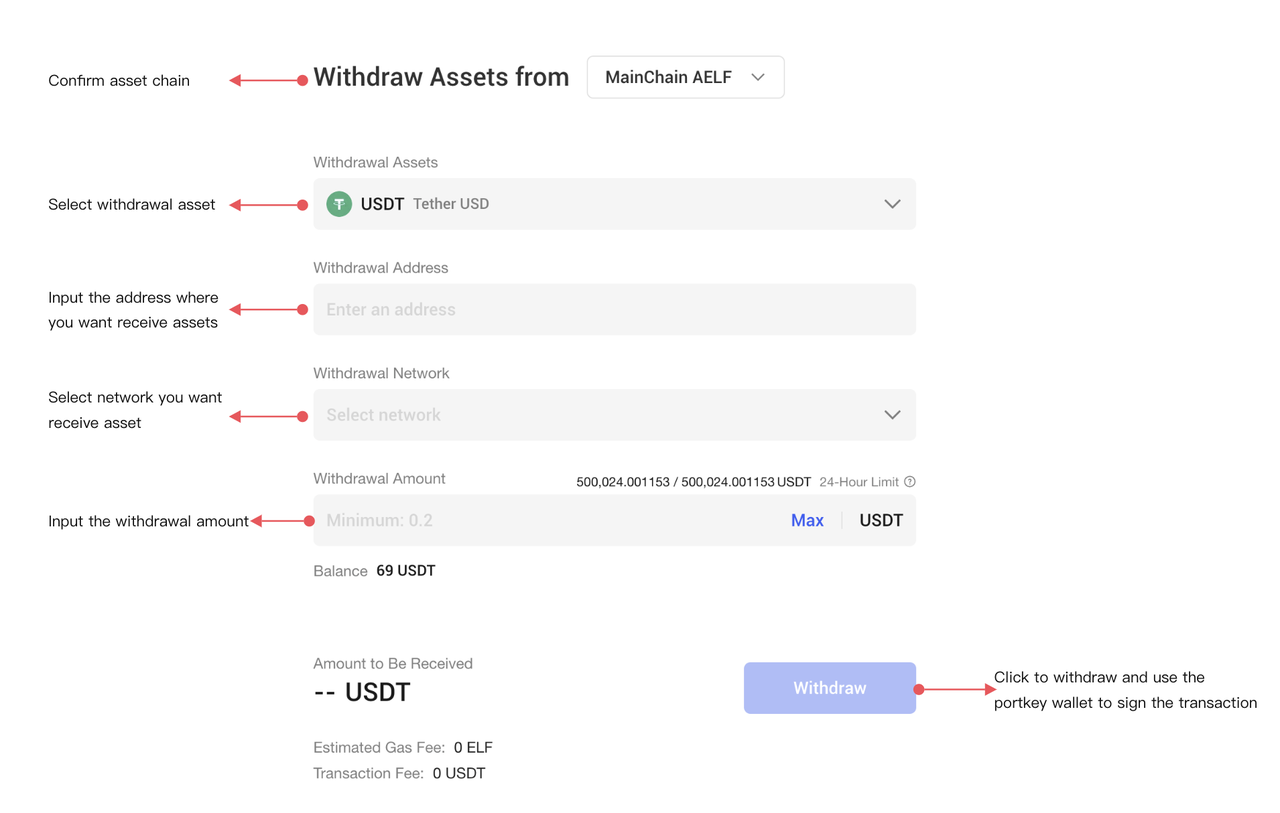 Confirm asset chain
Withdraw Assets from
MainChain AELF
Withdrawal Assets
Select withdrawal asset
USDT Tether USD
Withdrawal Address
Input the address where
you want receive assets
Enter an address
Withdrawal Network
Select network you want
receive asset
Select network
Withdrawal Amount
500,024.001153 / 500,024.001153 USDT 24-Hour Limit
Input the withdrawal amount
Minimum: 0.2
Max
USDT
Balance 69 USDT
Amount to Be Received
-- USDT
Withdraw
Click to withdraw and use the
portkey wallet to sign the transaction
Estimated Gas Fee: 0 ELF
Transaction Fee: 0 USDT